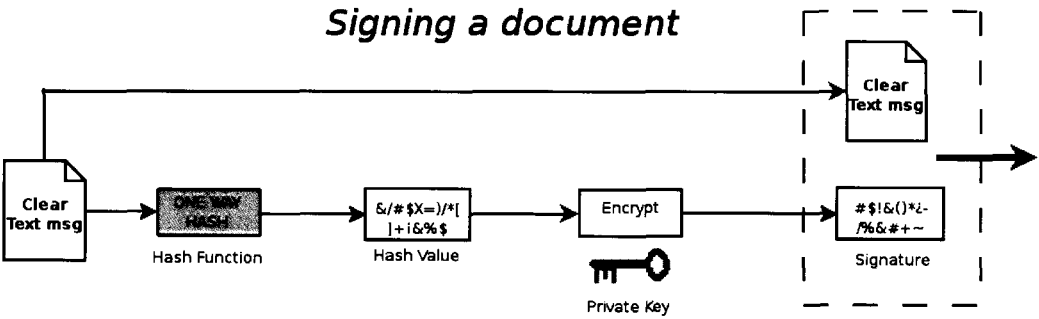 Signing a document
Clear
Text msg
Clear
Text msg
ONE WAY
HASH
Hash Function
&/#$X=)/*[
]+i&%$
Hash Value
Encrypt
Private Key
#$!&()*¿-
/%&#+~
Signature